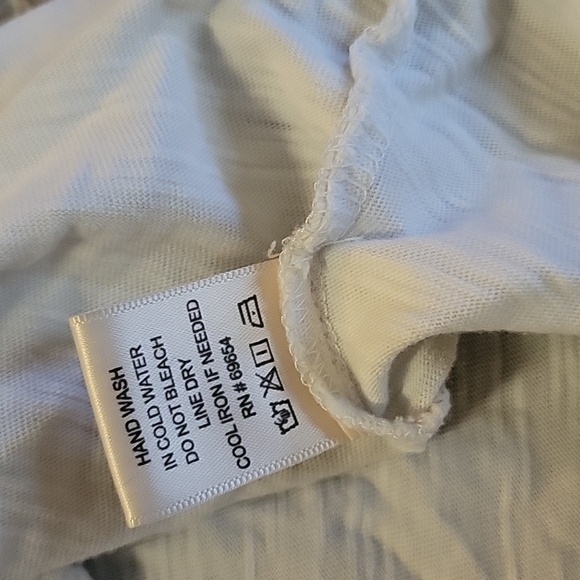 HAND WASH
IN COLD WATER
DO NOT BLEACH
LINE DRY
COOL IRON IF NEEDED
RN # 69654